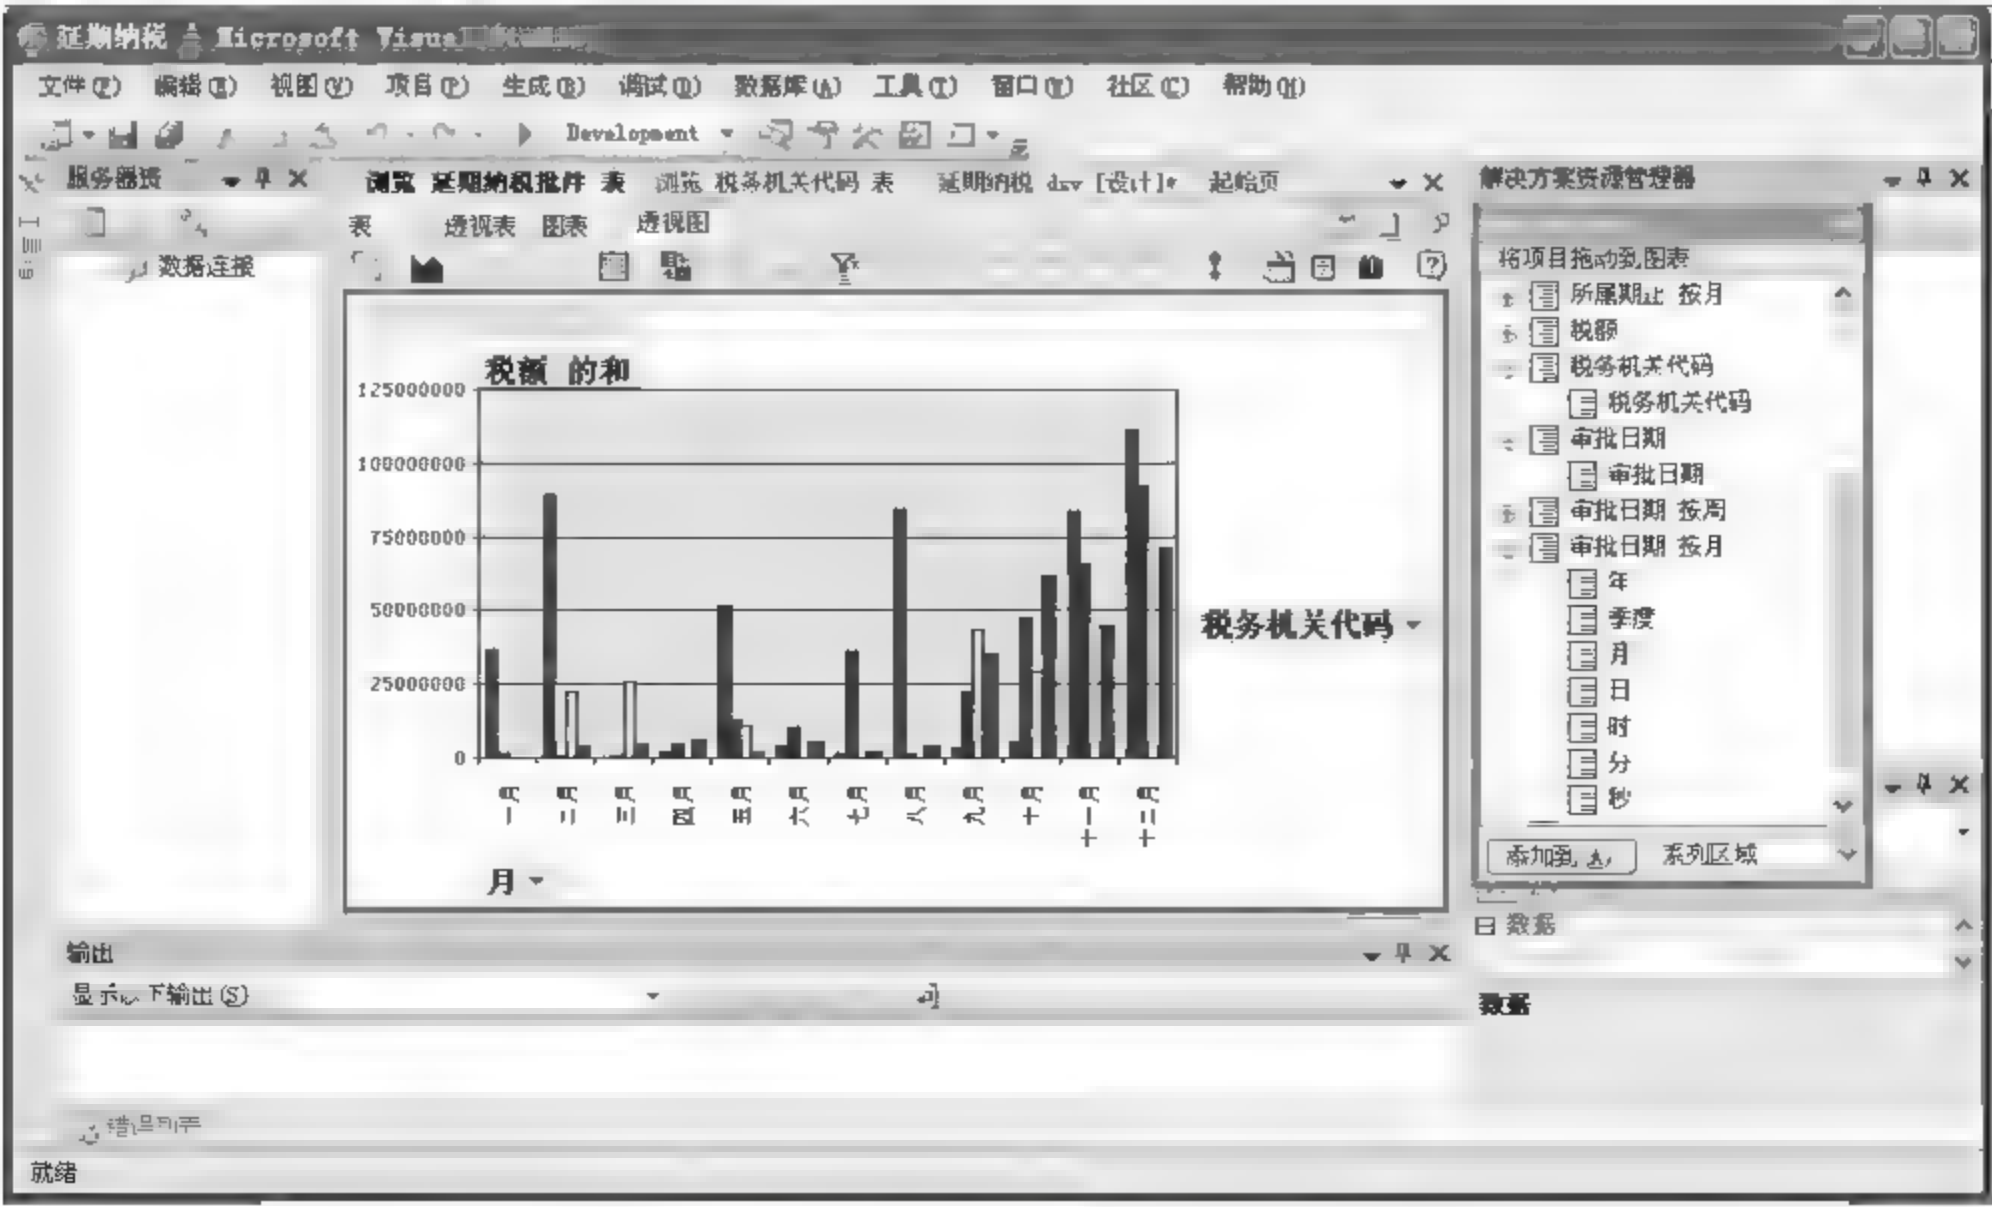 延期纳税 - Microsoft Visual
文件(F) 编辑(E) 视图(V) 项目(P) 生成(B) 调试(D) 数据库(A) 工具(T) 窗口(W) 社区(C) 帮助(H)
Development
服务器资
数据连接
浏览 延期纳税批件 表 浏览 税务机关代码 表 延期纳税.dsv [设计]* 起始页
表 透视表 图表 透视图
税额 的和
125000000
100000000
75000000
50000000
25000000
0
一月 二月 三月 四月 五月 六月 七月 八月 九月 十月 十一月 十二月
月
税务机关代码
解决方案资源管理器
将项目拖动到图表
所属期止 按月
税额
税务机关代码
税务机关代码
审批日期
审批日期
审批日期 按周
审批日期 按月
年
季度
月
日
时
分
秒
添加到(A) 系列区域
数据
数据
输出
显示以下输出(S)
错误列表
就绪